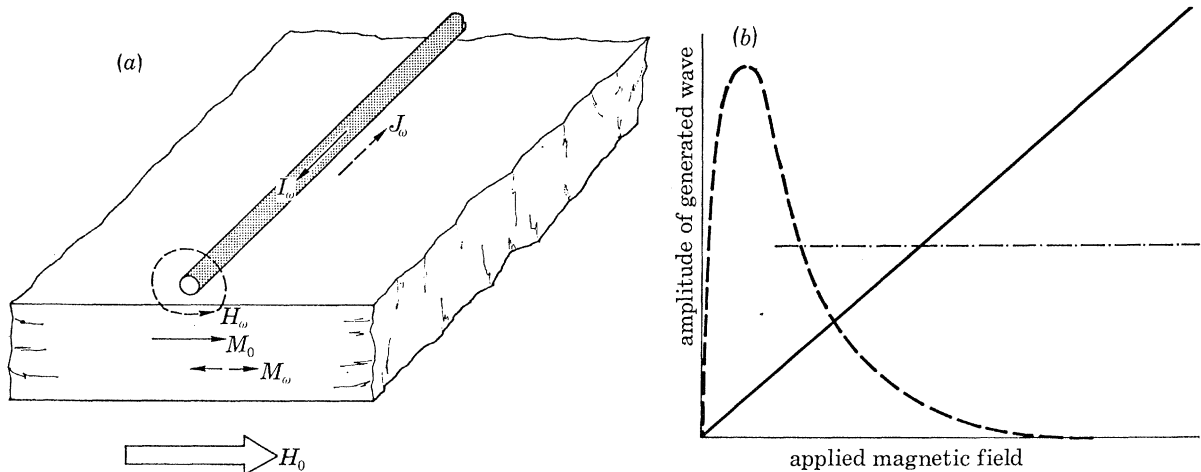 (a)
J_ω
I_ω
H_ω
M_0
M_ω
H_0
(b)
amplitude of generated wave
applied magnetic field